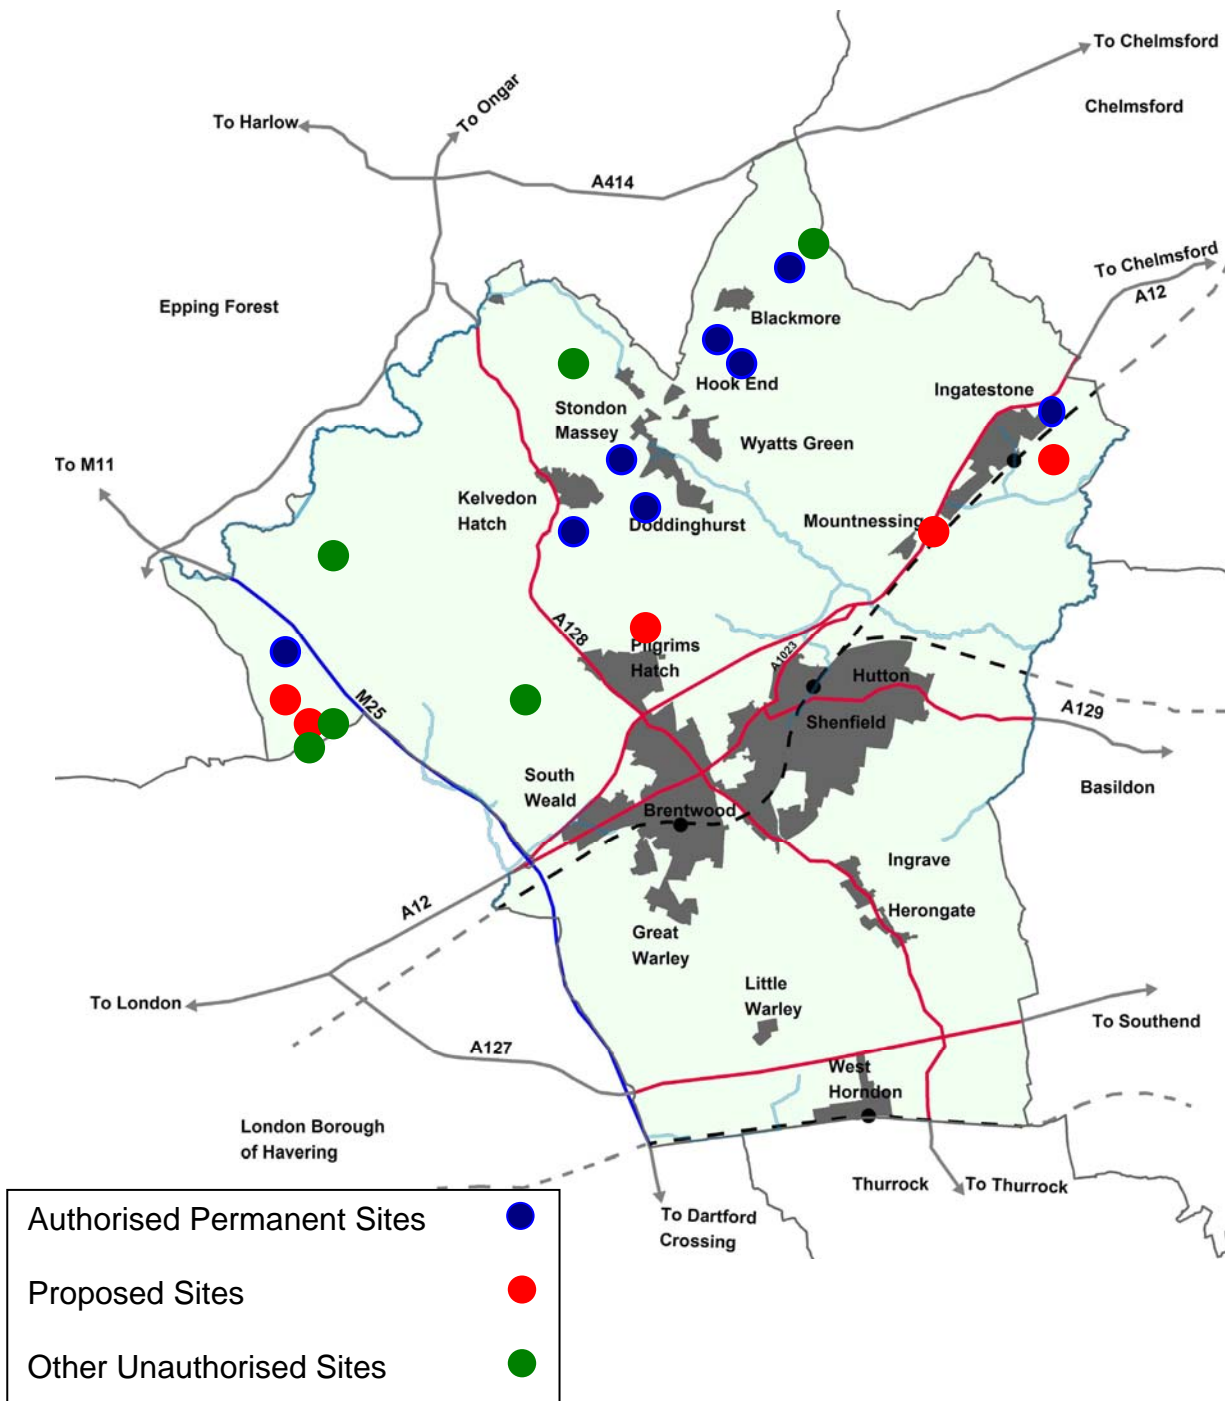 To Chelmsford
Chelmsford
To Ongar
To Harlow
A414
To Chelmsford
A12
Epping Forest
Blackmore
Hook End
Ingatestone
Stondon
Massey
Wyatts Green
To M11
Kelvedon
Hatch
Doddinghurst
Mountnessing
A128
Pilgrims
Hatch
A1023
Hutton
M25
Shenfield
A129
South
Weald
Basildon
Brentwood
Ingrave
A12
Herongate
Great
Warley
Little
Warley
To London
To Southend
A127
West
Horndon
London Borough
of Havering
Thurrock
To Thurrock
To Dartford
Crossing
Authorised Permanent Sites
Proposed Sites
Other Unauthorised Sites